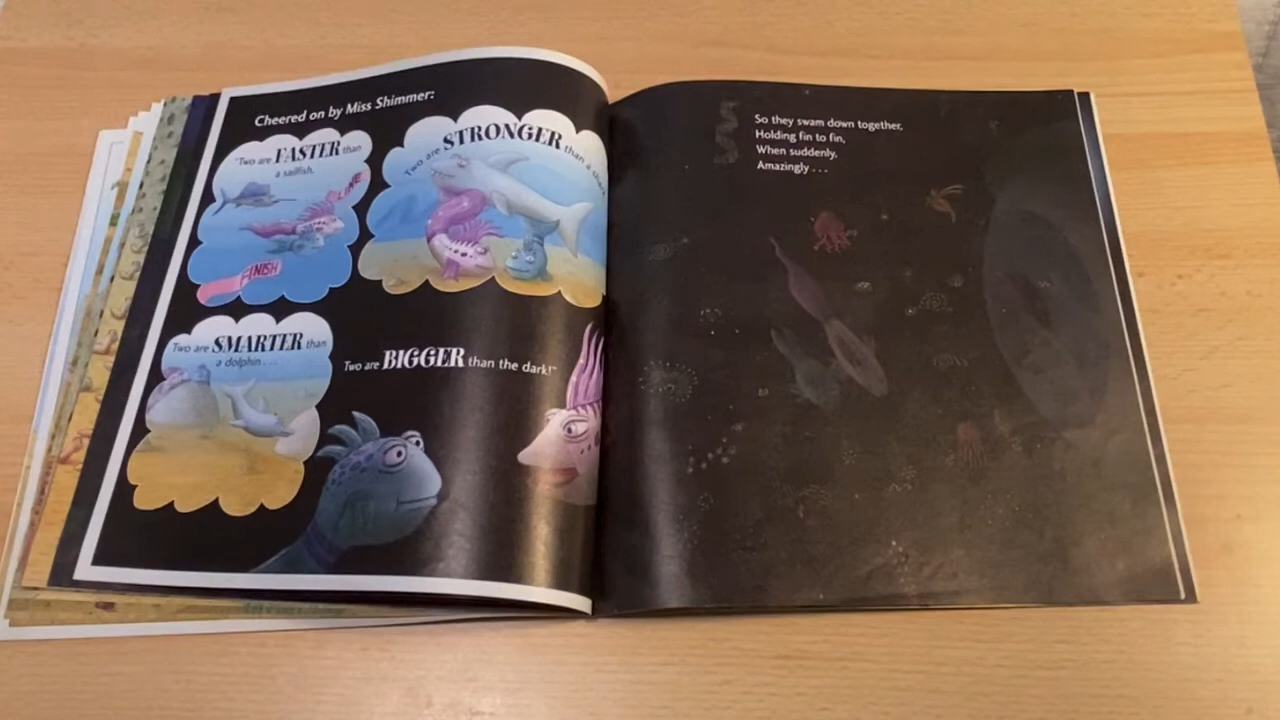 Cheered on by Miss Shimmer:
"Two are FASTER than
a sailfish.
LINE
FINISH
Two are STRONGER than a shark
Two are SMARTER than
a dolphin . . .
Two are BIGGER than the dark!"
So they swam down together,
Holding fin to fin,
When suddenly,
Amazingly . . .